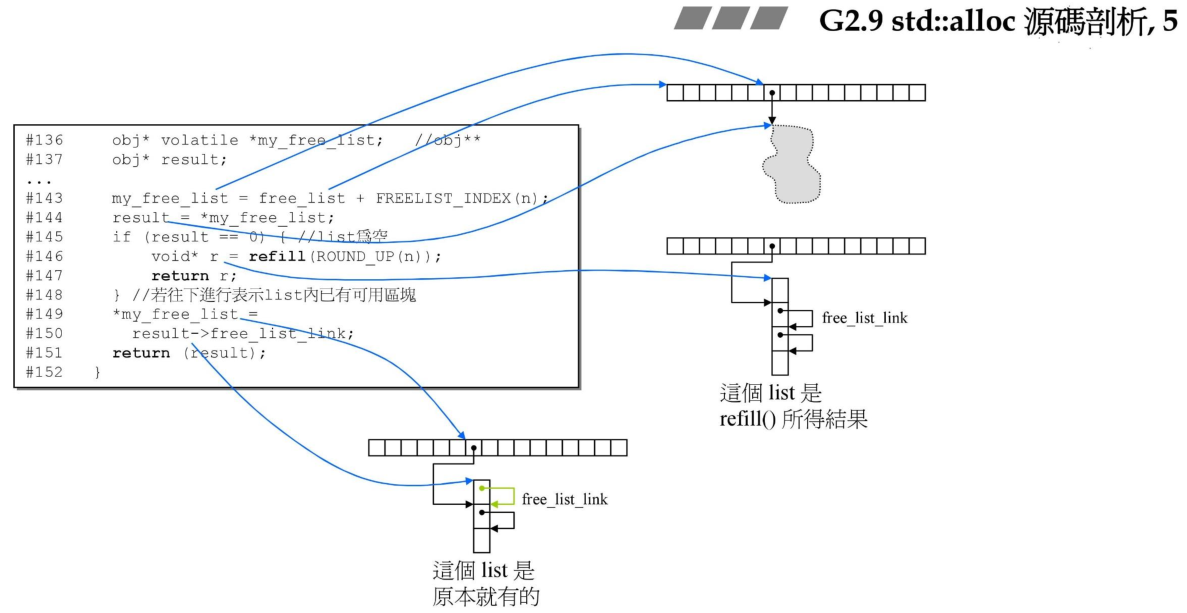 G2.9 std::alloc 源碼剖析, 5
#136 obj* volatile *my_free_list; //obj**
#137 obj* result;
...
#143 my_free_list = free_list + FREELIST_INDEX(n);
#144 result = *my_free_list;
#145 if (result == 0) { //list為空
#146 void* r = refill(ROUND_UP(n));
#147 return r;
#148 } //若往下進行表示list內已有可用區塊
#149 *my_free_list =
#150 result->free_list_link;
#151 return (result);
#152 }
free_list_link
這個 list 是
refill() 所得結果
free_list_link
這個 list 是
原本就有的